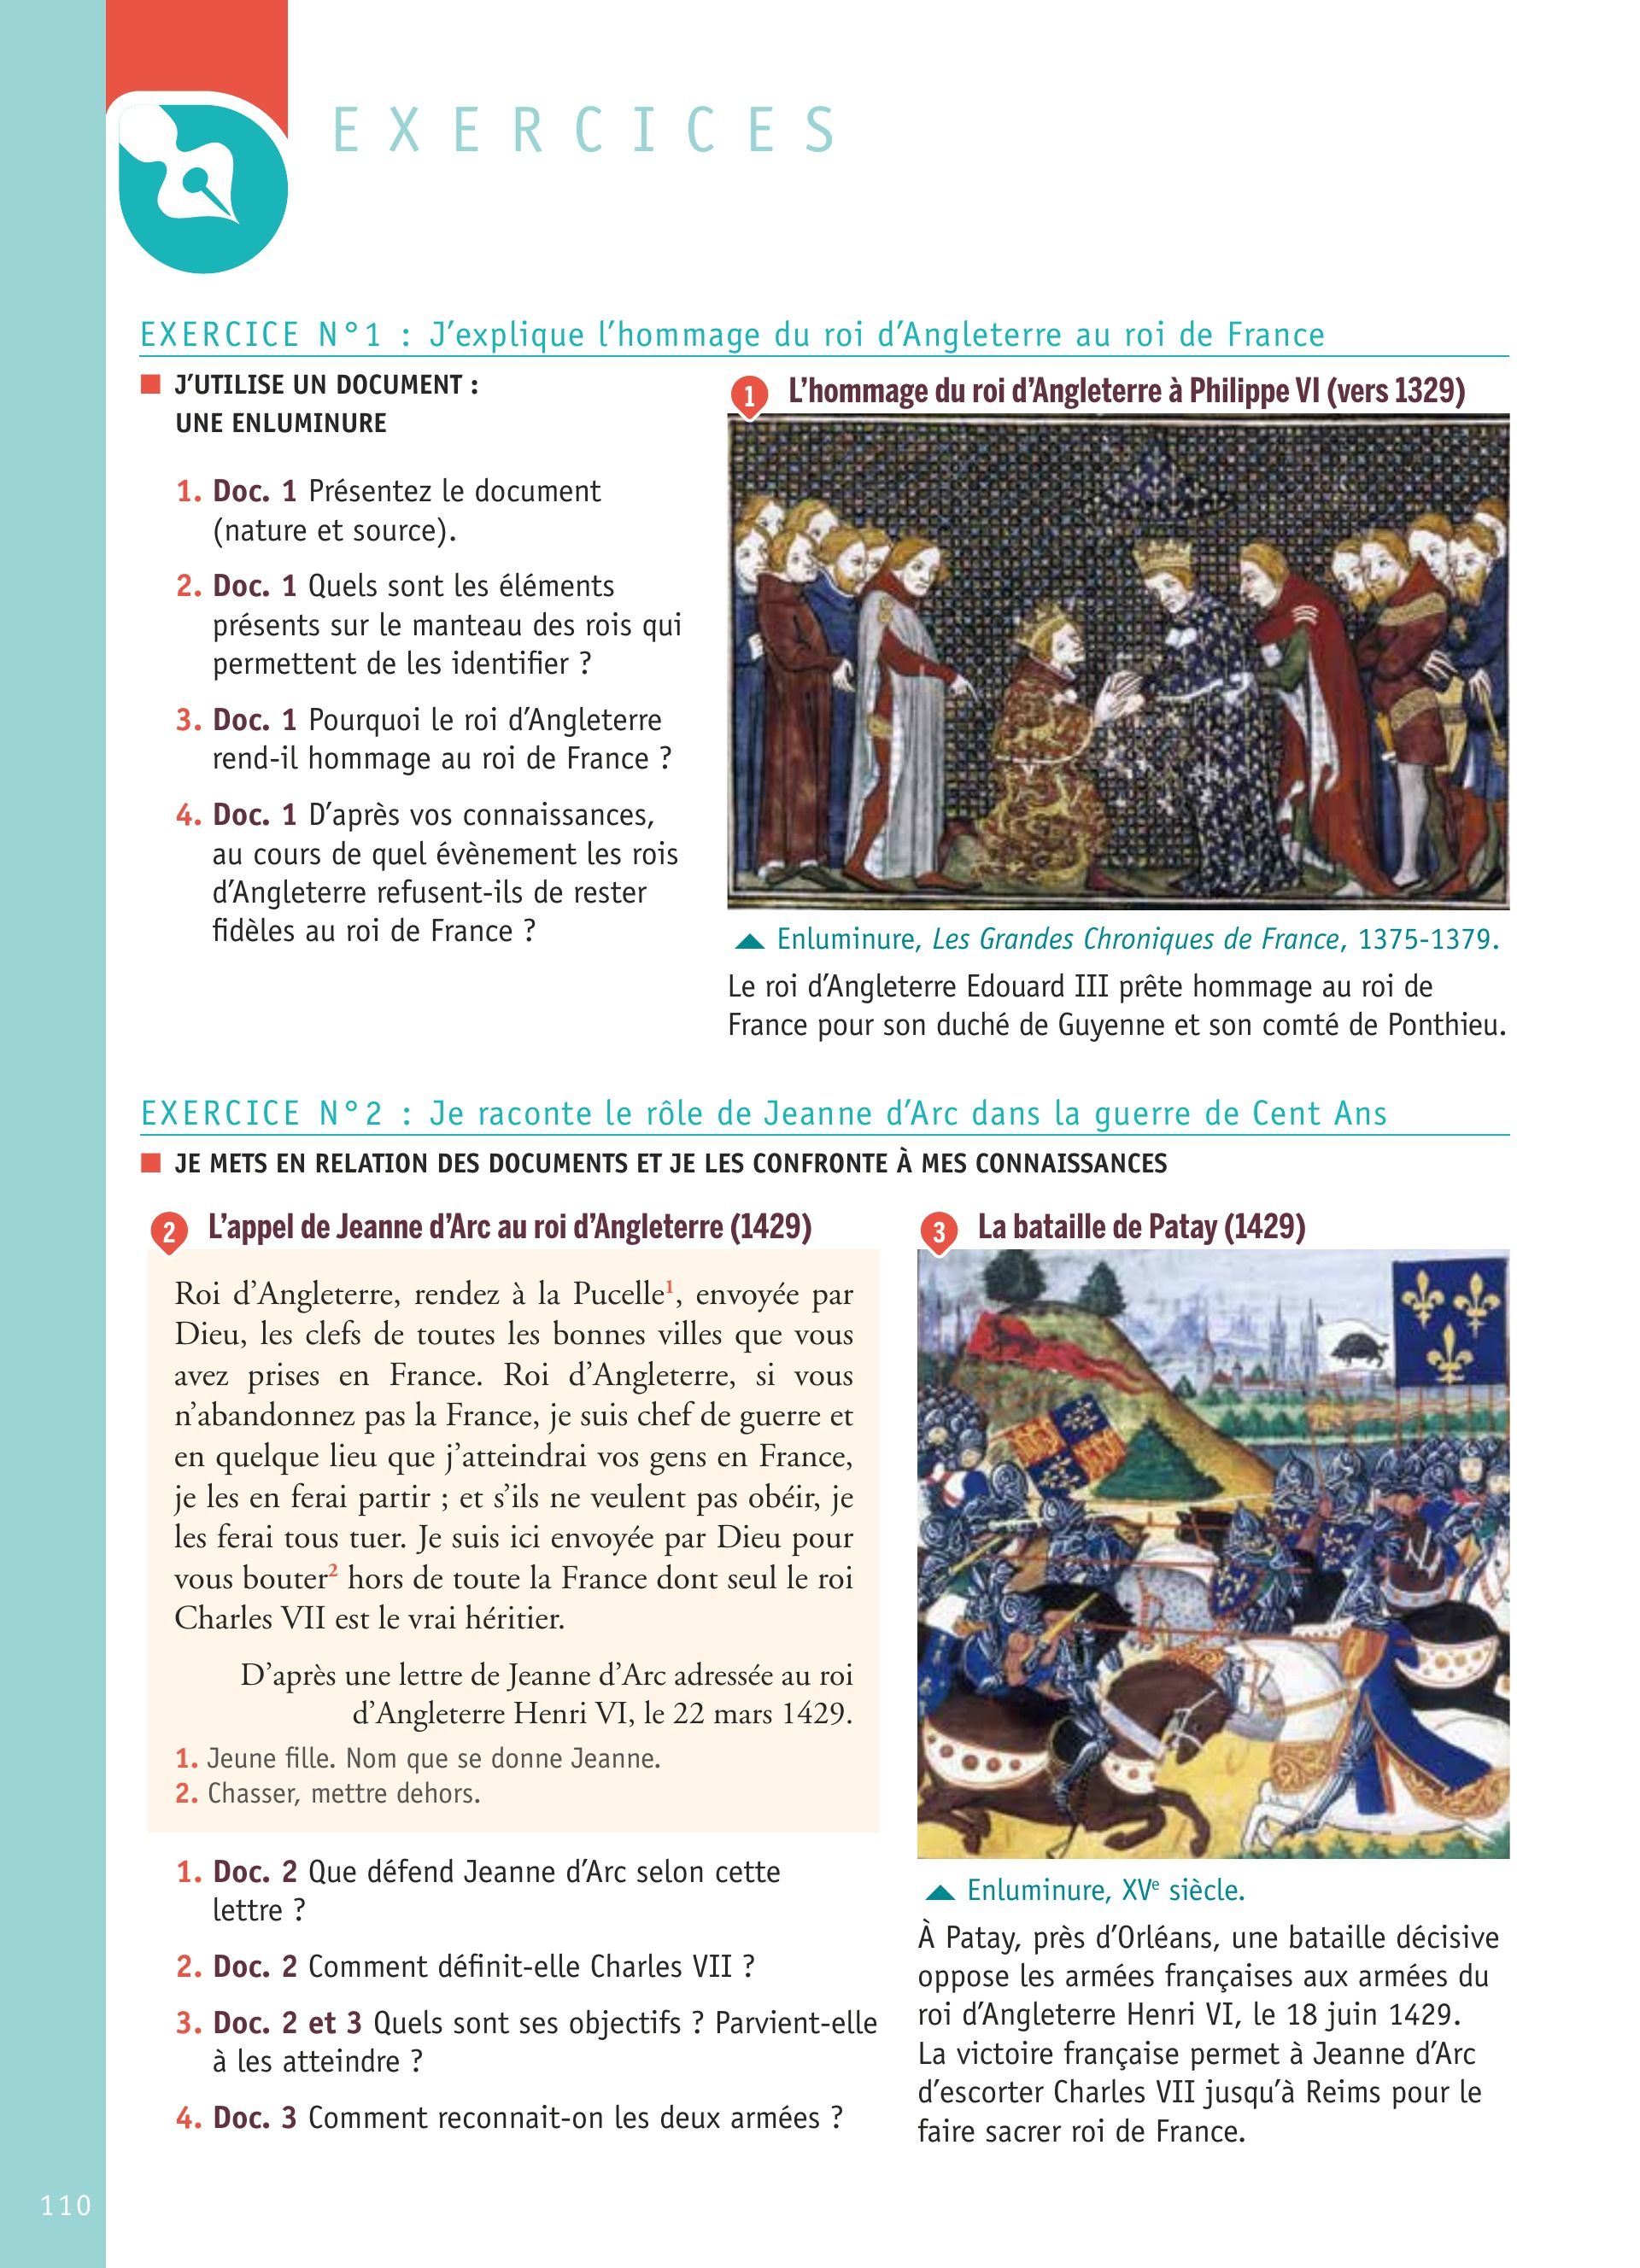 EXERCICES
EXERCICE N°1 : J'explique l'hommage du roi d'Angleterre au roi de France
J'UTILISE UN DOCUMENT :
UNE ENLUMINURE
1. Doc. 1 Présentez le document
(nature et source).
2. Doc. 1 Quels sont les éléments
présents sur le manteau des rois qui
permettent de les identifier ?
3. Doc. 1 Pourquoi le roi d'Angleterre
rend-il hommage au roi de France ?
4. Doc. 1 D'après vos connaissances,
au cours de quel évènement les rois
d'Angleterre refusent-ils de rester
fidèles au roi de France ?
1 L'hommage du roi d'Angleterre à Philippe VI (vers 1329)
Enluminure, Les Grandes Chroniques de France, 1375-1379.
Le roi d'Angleterre Edouard III prête hommage au roi de
France pour son duché de Guyenne et son comté de Ponthieu.
EXERCICE N°2 : Je raconte le rôle de Jeanne d'Arc dans la guerre de Cent Ans
JE METS EN RELATION DES DOCUMENTS ET JE LES CONFRONTE À MES CONNAISSANCES
2 L'appel de Jeanne d'Arc au roi d'Angleterre (1429)
Roi d'Angleterre, rendez à la Pucelle1, envoyée par
Dieu, les clefs de toutes les bonnes villes que vous
avez prises en France. Roi d'Angleterre, si vous
n'abandonnez pas la France, je suis chef de guerre et
en quelque lieu que j'atteindrai vos gens en France,
je les en ferai partir ; et s'ils ne veulent pas obéir, je
les ferai tous tuer. Je suis ici envoyée par Dieu pour
vous bouter2 hors de toute la France dont seul le roi
Charles VII est le vrai héritier.
D'après une lettre de Jeanne d'Arc adressée au roi
d'Angleterre Henri VI, le 22 mars 1429.
1. Jeune fille. Nom que se donne Jeanne.
2. Chasser, mettre dehors.
1. Doc. 2 Que défend Jeanne d'Arc selon cette
lettre ?
2. Doc. 2 Comment définit-elle Charles VII ?
3. Doc. 2 et 3 Quels sont ses objectifs ? Parvient-elle
à les atteindre ?
4. Doc. 3 Comment reconnait-on les deux armées ?
3 La bataille de Patay (1429)
Enluminure, XVe siècle.
À Patay, près d'Orléans, une bataille décisive
oppose les armées françaises aux armées du
roi d'Angleterre Henri VI, le 18 juin 1429.
La victoire française permet à Jeanne d'Arc
d'escorter Charles VII jusqu'à Reims pour le
faire sacrer roi de France.
110